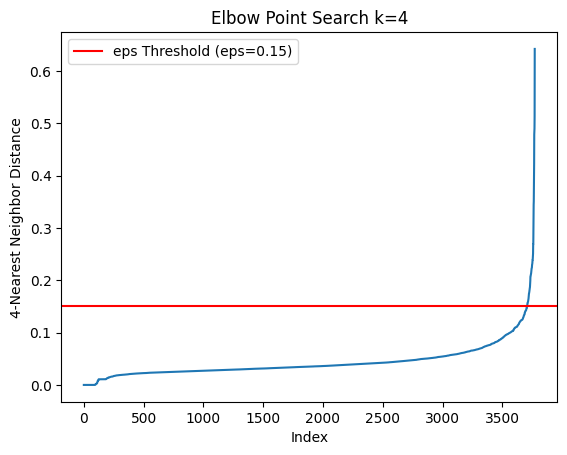 Elbow Point Search k=4
eps Threshold (eps=0.15)
4-Nearest Neighbor Distance
0.6
0.5
0.4
0.3
0.2
0.1
0.0
0 500 1000 1500 2000 2500 3000 3500
Index